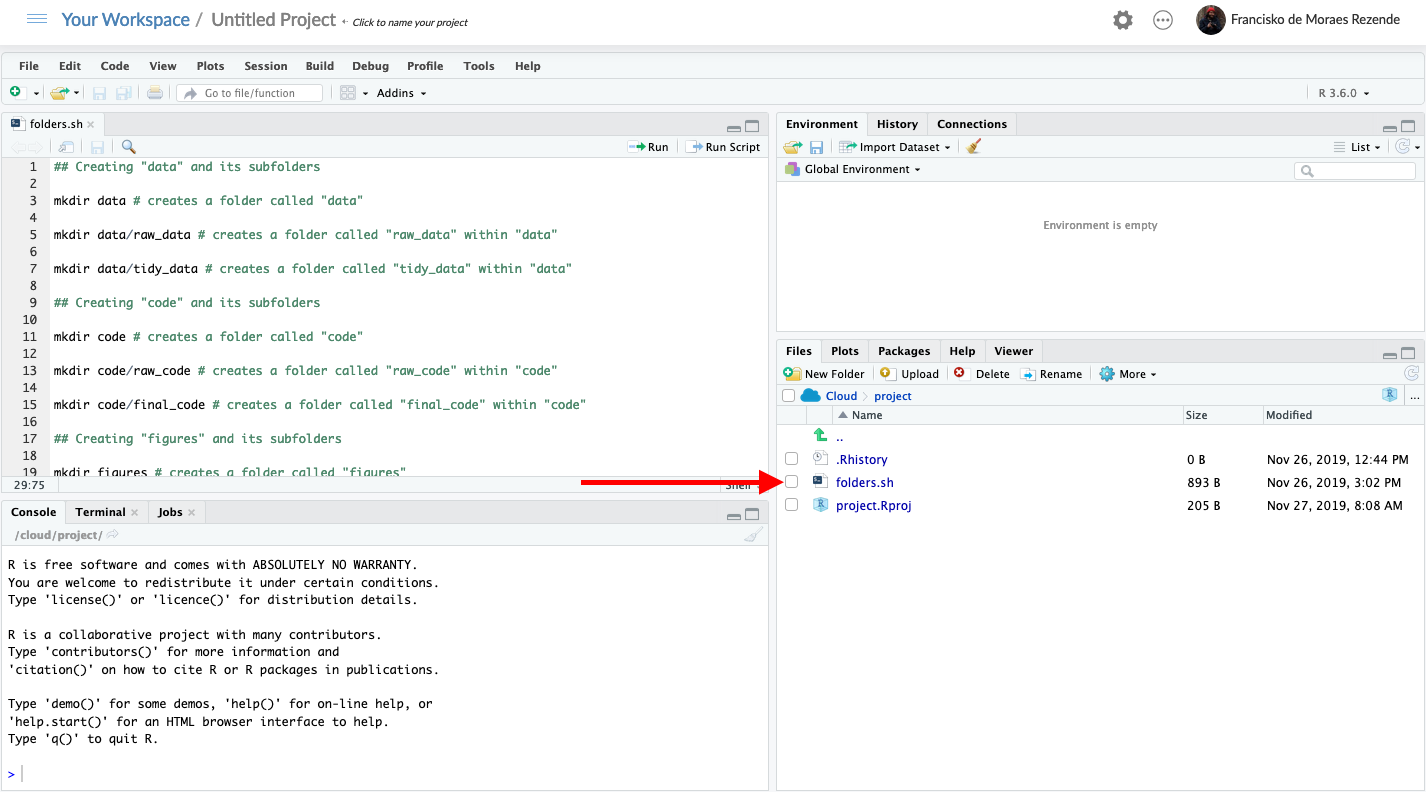 Your Workspace / Untitled Project ← Click to name your project
Francisko de Moraes Rezende
File Edit Code View Plots Session Build Debug Profile Tools Help
Go to file/function Addins R 3.6.0
folders.sh
Run Run Script
1 ## Creating "data" and its subfolders
2
3 mkdir data # creates a folder called "data"
4
5 mkdir data/raw_data # creates a folder called "raw_data" within "data"
6
7 mkdir data/tidy_data # creates a folder called "tidy_data" within "data"
8
9 ## Creating "code" and its subfolders
10
11 mkdir code # creates a folder called "code"
12
13 mkdir code/raw_code # creates a folder called "raw_code" within "code"
14
15 mkdir code/final_code # creates a folder called "final_code" within "code"
16
17 ## Creating "figures" and its subfolders
18
19 mkdir figures # creates a folder called "figures"
29:75 Shell
Console Terminal Jobs
/cloud/project/
R is free software and comes with ABSOLUTELY NO WARRANTY.
You are welcome to redistribute it under certain conditions.
Type 'license()' or 'licence()' for distribution details.
R is a collaborative project with many contributors.
Type 'contributors()' for more information and
'citation()' on how to cite R or R packages in publications.
Type 'demo()' for some demos, 'help()' for on-line help, or
'help.start()' for an HTML browser interface to help.
Type 'q()' to quit R.
>
Environment History Connections
Import Dataset List
Global Environment
Environment is empty
Files Plots Packages Help Viewer
New Folder Upload Delete Rename More
Cloud project R ...
Name Size Modified
..
.Rhistory 0 B Nov 26, 2019, 12:44 PM
folders.sh 893 B Nov 26, 2019, 3:02 PM
project.Rproj 205 B Nov 27, 2019, 8:08 AM